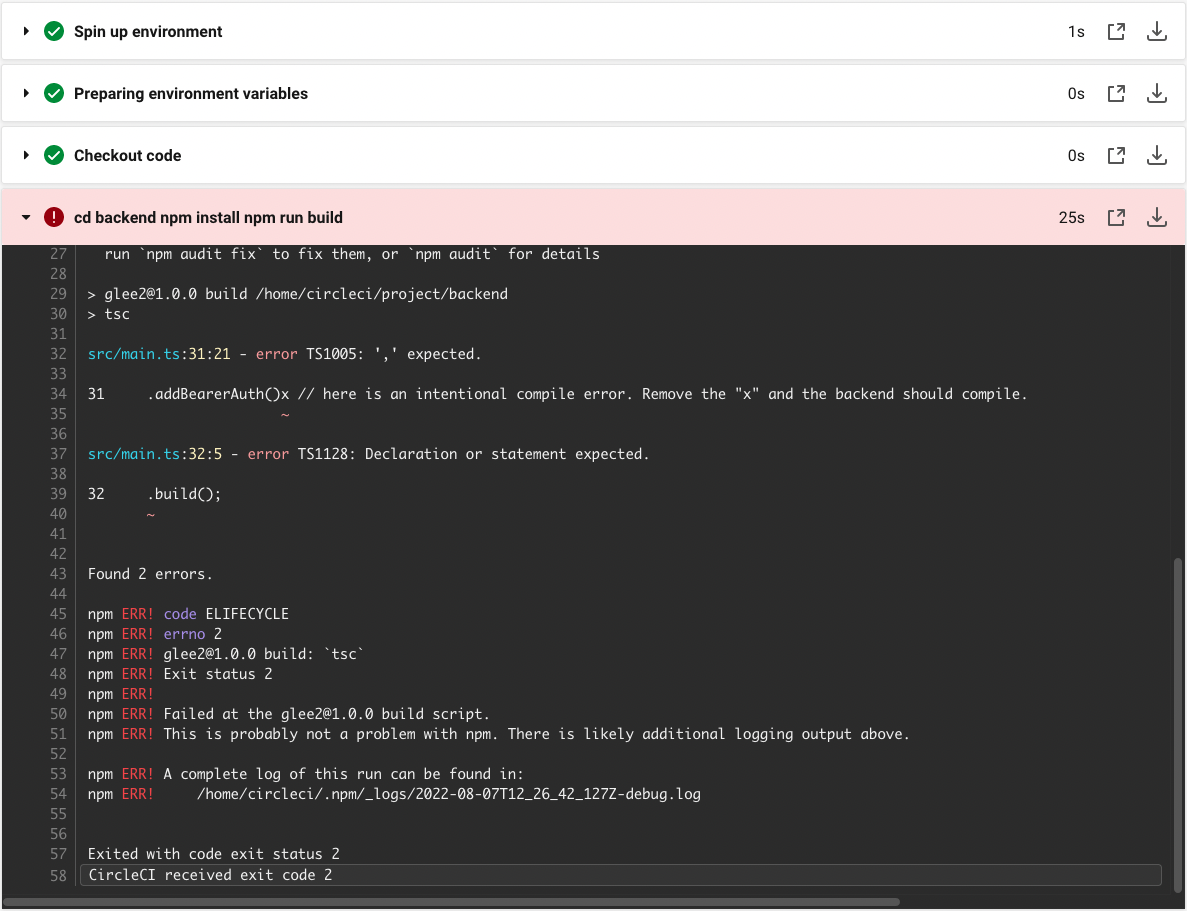 Spin up environment 1s
Preparing environment variables 0s
Checkout code 0s
! cd backend npm install npm run build 25s
27 run `npm audit fix` to fix them, or `npm audit` for details
28
29 > glee2@1.0.0 build /home/circleci/project/backend
30 > tsc
31
32 src/main.ts:31:21 - error TS1005: ',' expected.
33
34 31 .addBearerAuth()x // here is an intentional compile error. Remove the "x" and the backend should compile.
35 ~
36
37 src/main.ts:32:5 - error TS1128: Declaration or statement expected.
38
39 32 .build();
40 ~
41
42
43 Found 2 errors.
44
45 npm ERR! code ELIFECYCLE
46 npm ERR! errno 2
47 npm ERR! glee2@1.0.0 build: `tsc`
48 npm ERR! Exit status 2
49 npm ERR!
50 npm ERR! Failed at the glee2@1.0.0 build script.
51 npm ERR! This is probably not a problem with npm. There is likely additional logging output above.
52
53 npm ERR! A complete log of this run can be found in:
54 npm ERR! /home/circleci/.npm/_logs/2022-08-07T12_26_42_127Z-debug.log
55
56
57 Exited with code exit status 2
58 CircleCI received exit code 2